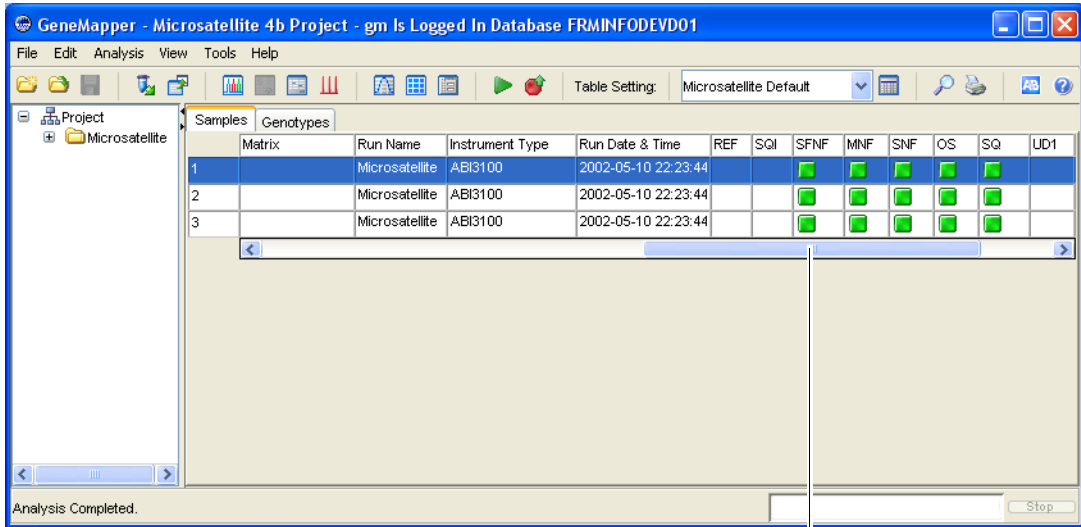 GeneMapper - Microsatellite 4b Project - gm Is Logged In Database FRMINFODEVD01
File Edit Analysis View Tools Help
Table Setting: Microsatellite Default AB ?
Project
Microsatellite
Samples Genotypes
Matrix Run Name Instrument Type Run Date & Time REF SQI SFNF MNF SNF OS SQ UD1
1 Microsatellite ABI3100 2002-05-10 22:23:44
2 Microsatellite ABI3100 2002-05-10 22:23:44
3 Microsatellite ABI3100 2002-05-10 22:23:44
Analysis Completed. Stop